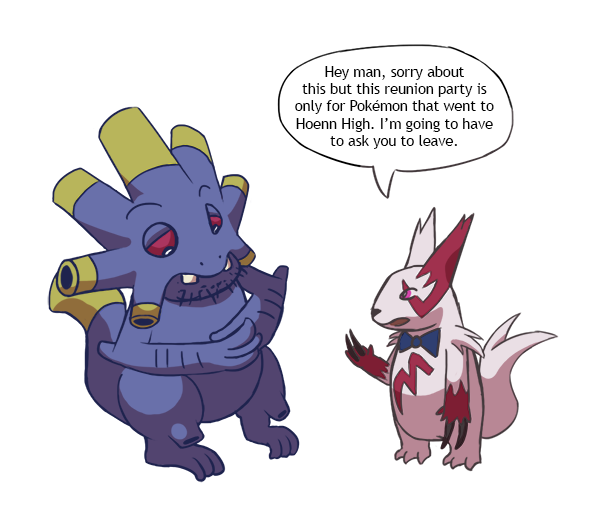 Hey man, sorry about
this but this reunion party is
only for Pokémon that went to
Hoenn High. I'm going to have
to ask you to leave.